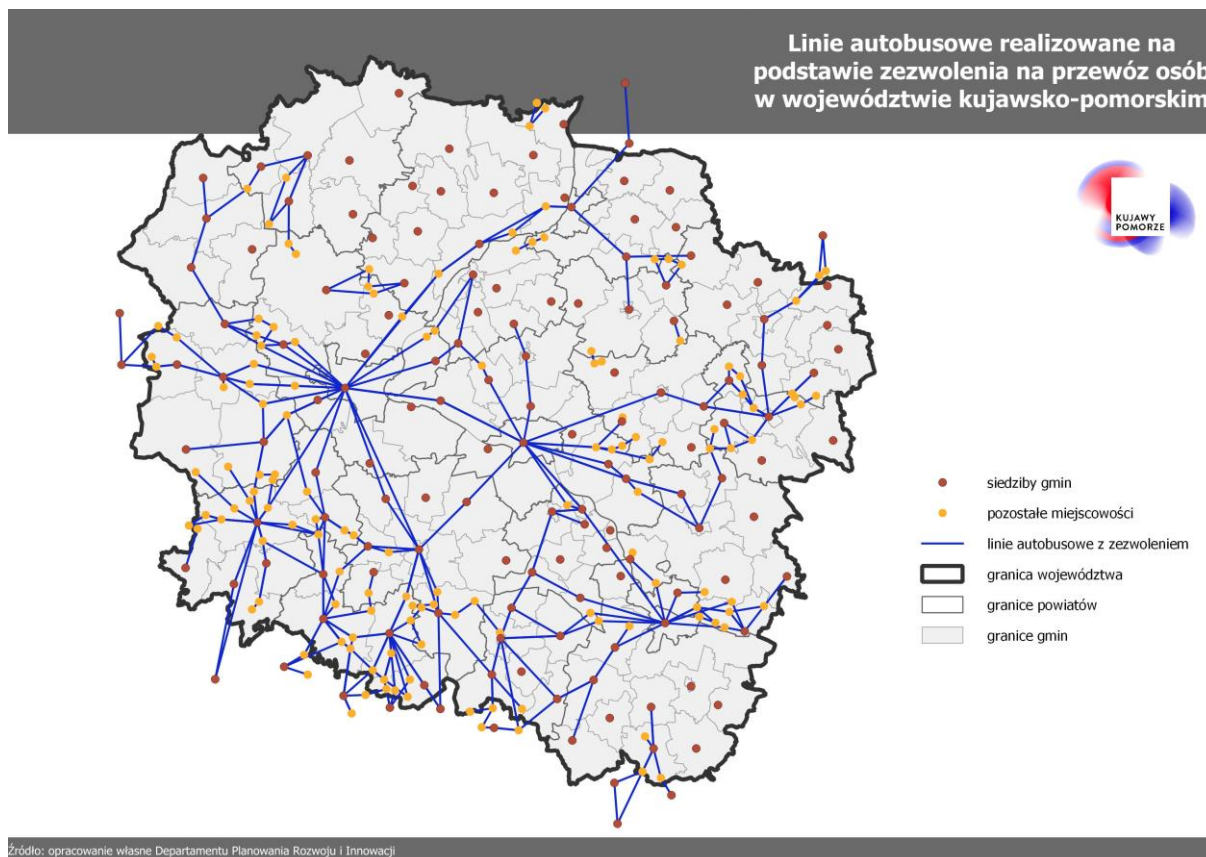 Linie autobusowe realizowane na
podstawie zezwolenia na przewóz osób
w województwie kujawsko-pomorskim
KUJAWY
POMORZE
siedziby gmin
pozostałe miejscowości
linie autobusowe z zezwoleniem
granica województwa
granice powiatów
granice gmin
Źródło: opracowanie własne Departamentu Planowania Rozwoju i Innowacji